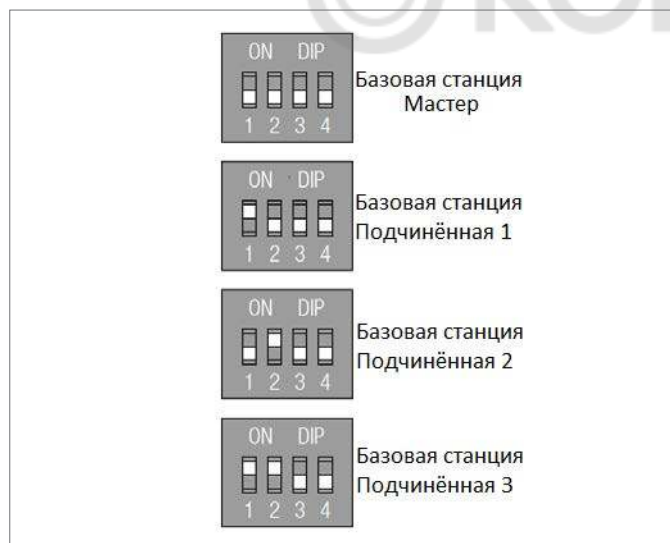 ON DIP
1 2 3 4
Базовая станция
Мастер
ON DIP
1 2 3 4
Базовая станция
Подчинённая 1
ON DIP
1 2 3 4
Базовая станция
Подчинённая 2
ON DIP
1 2 3 4
Базовая станция
Подчинённая 3